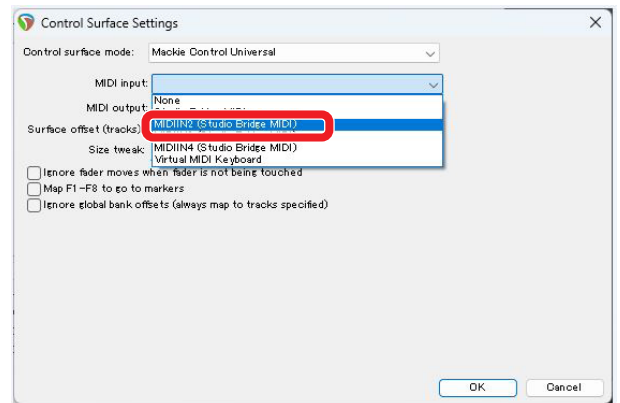 Control Surface Settings
Control surface mode: Mackie Control Universal
MIDI input:
None
MIDI output:
MIDIIN2 (Studio Bridge MIDI)
Surface offset (tracks)
Size tweak: MIDIIN4 (Studio Bridge MIDI)
Virtual MIDI Keyboard
Ignore fader moves when fader is not being touched
Map F1-F8 to go to markers
Ignore global bank offsets (always map to tracks specified)
OK Cancel